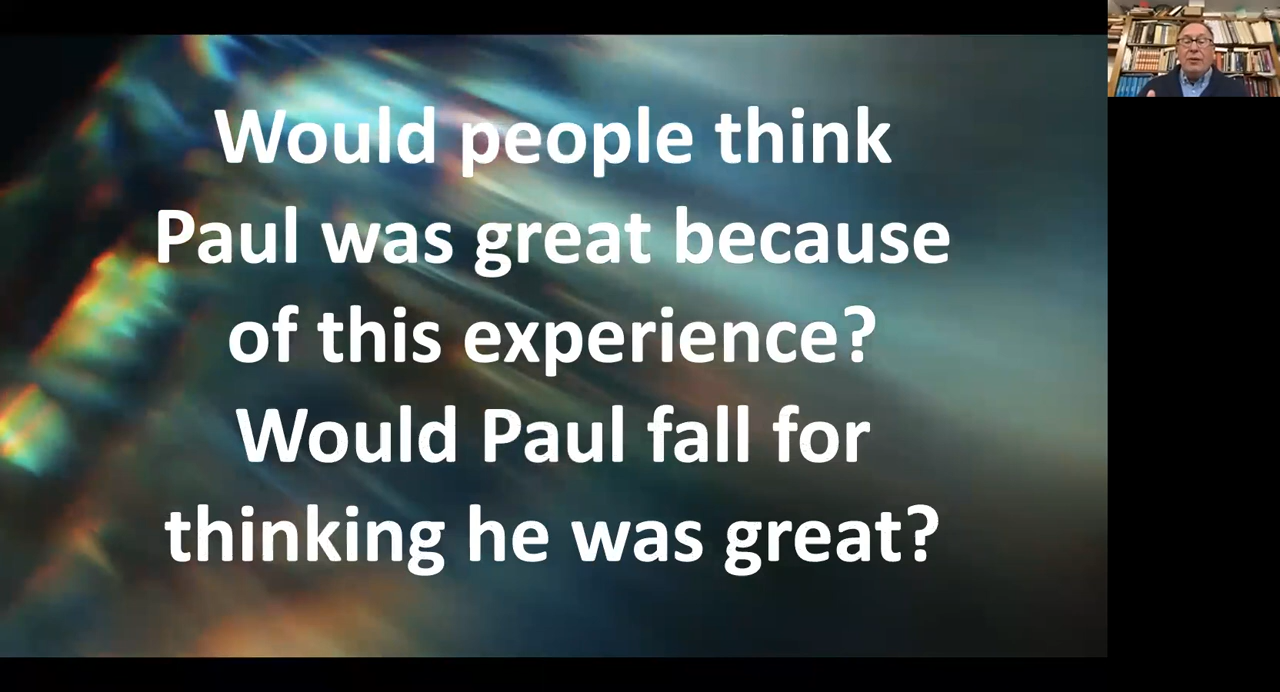 Would people think
Paul was great because
of this experience?
Would Paul fall for
thinking he was great?